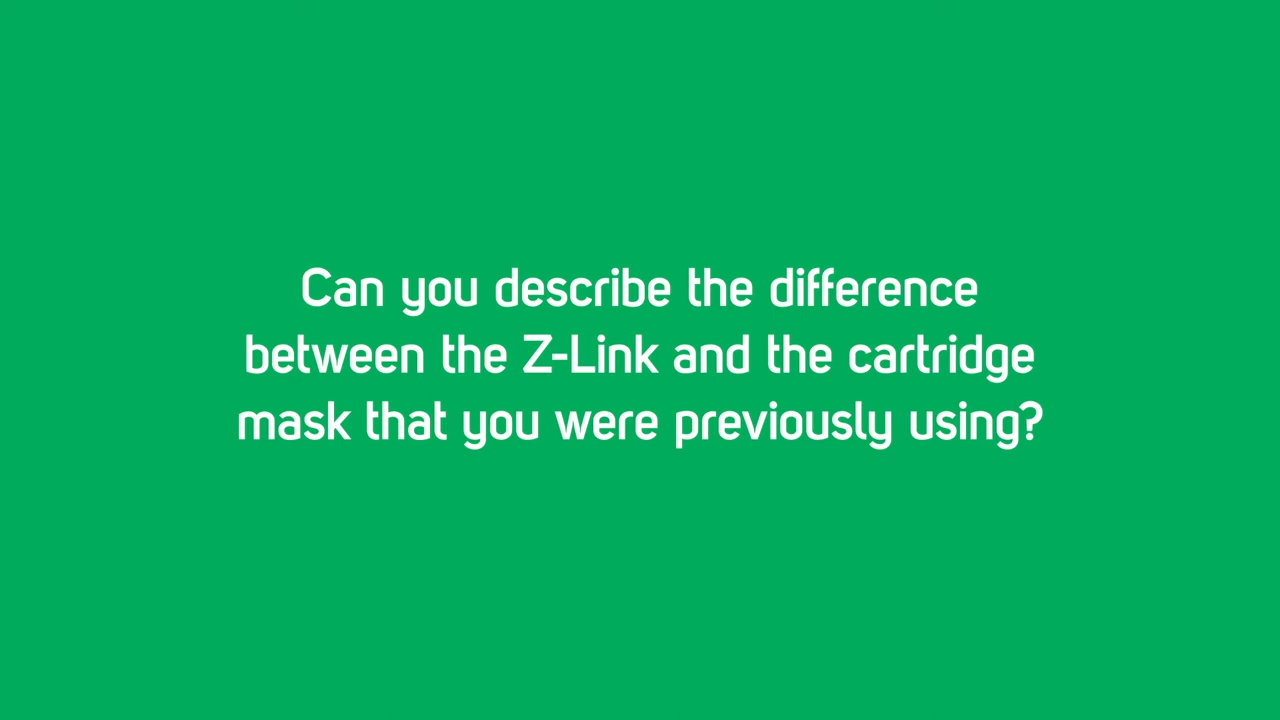 Can you describe the difference
between the Z-Link and the cartridge
mask that you were previously using?